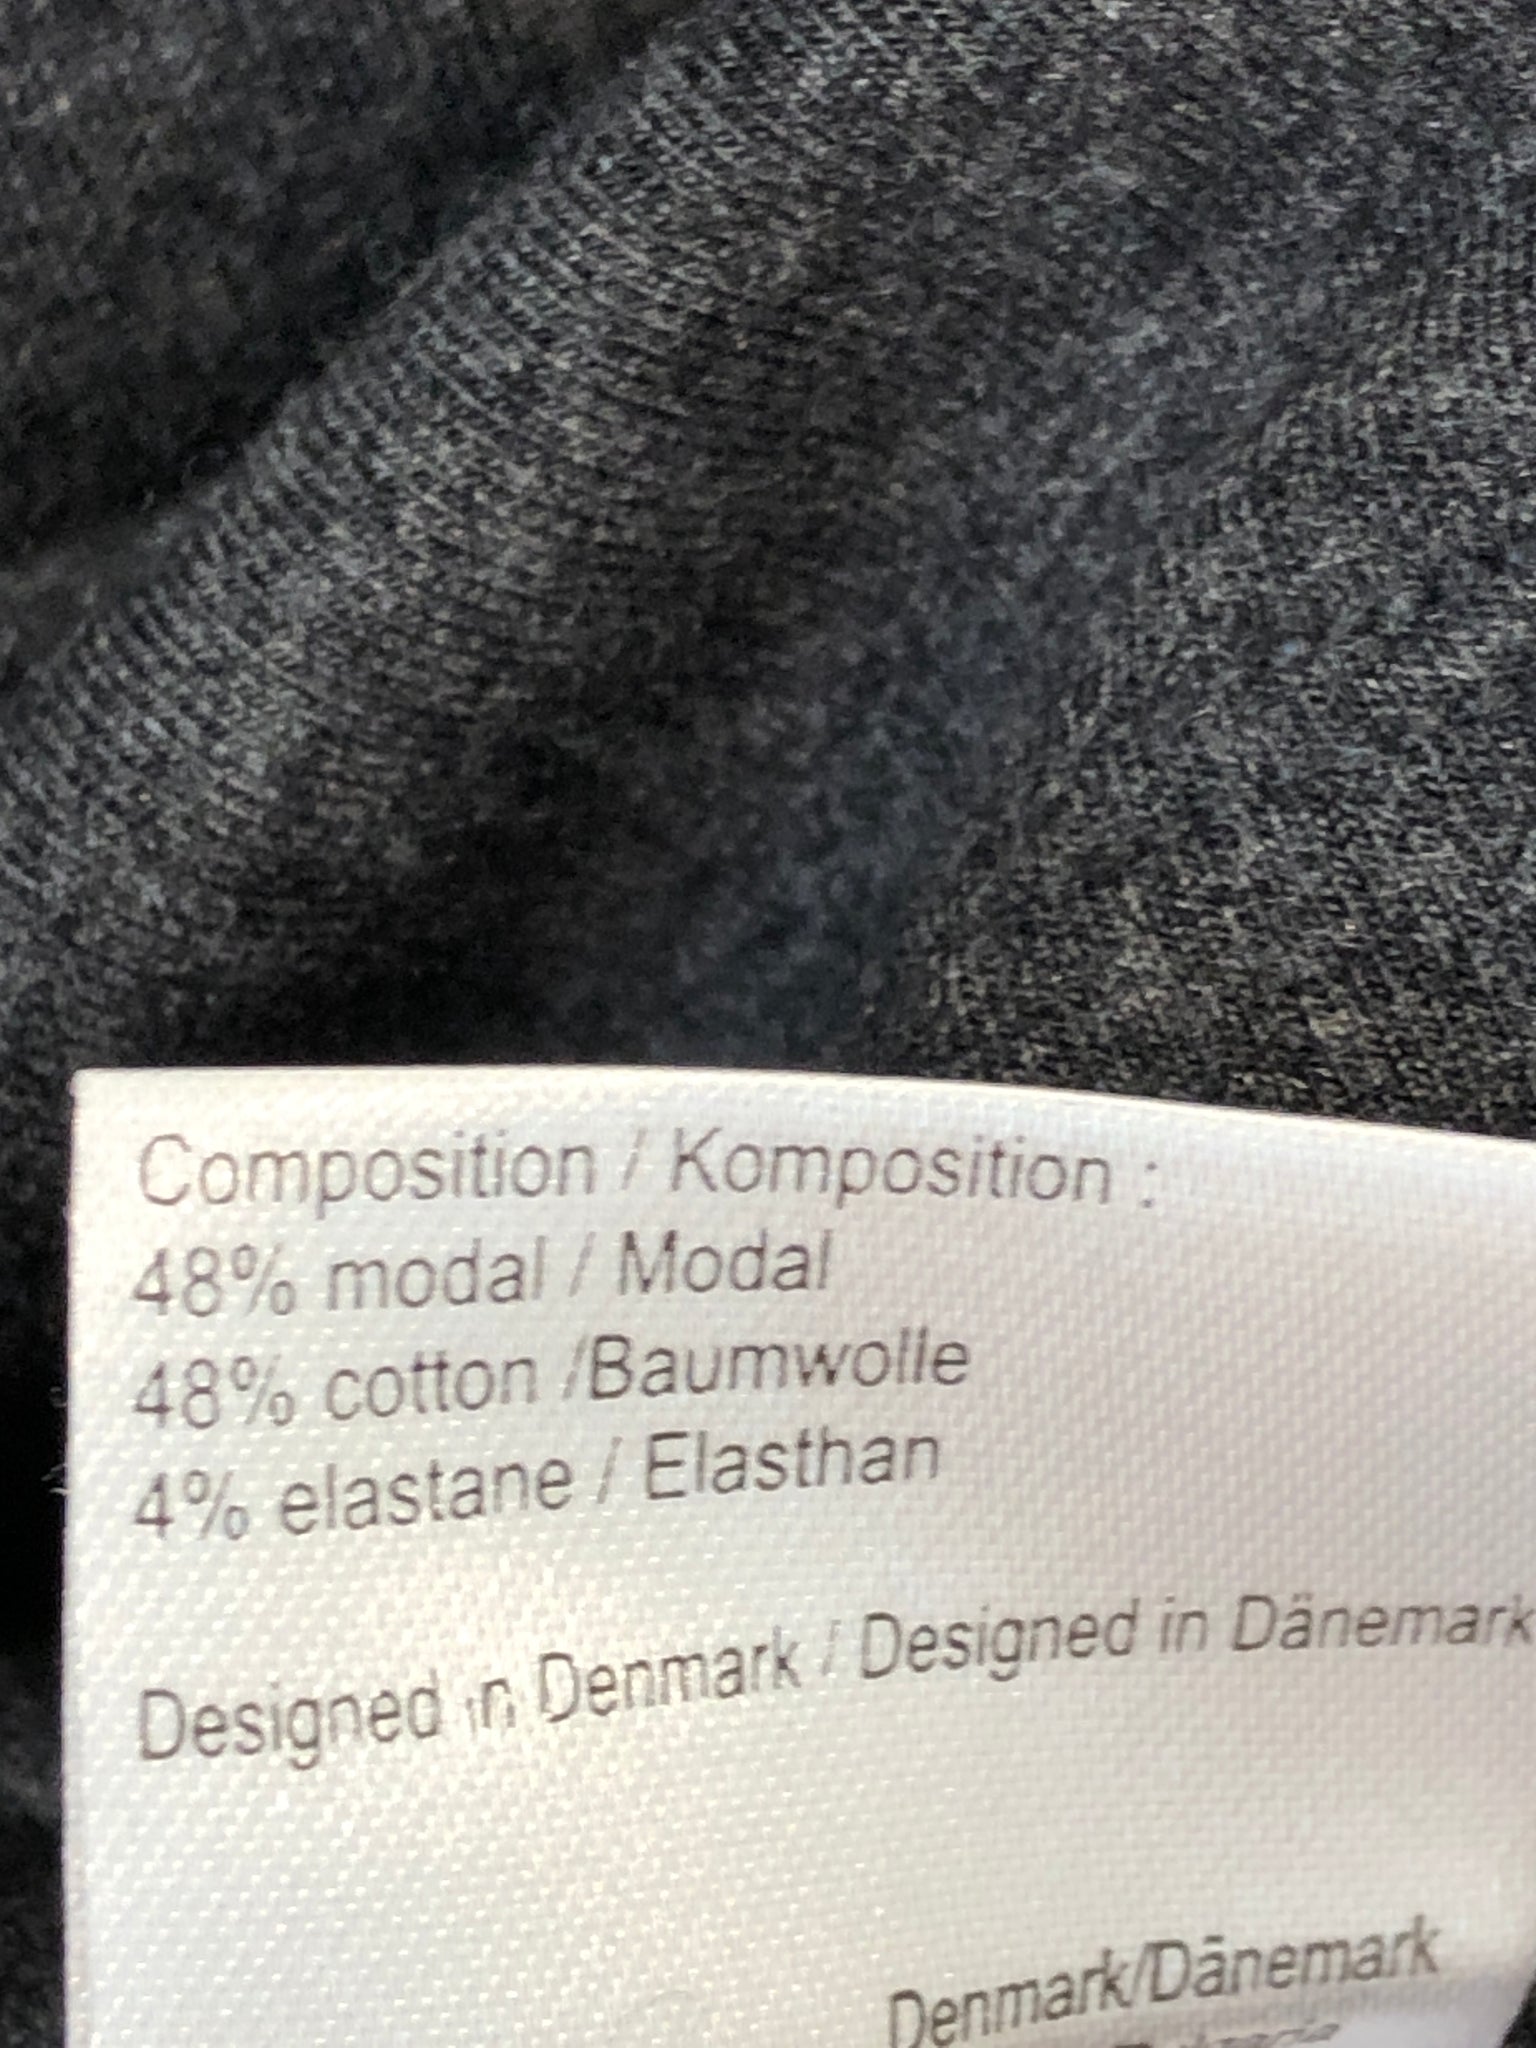 Composition / Komposition :
48% modal / Modal
48% cotton /Baumwolle
4% elastane / Elasthan
Designed in Denmark / Designed in Dänemark
Denmark/Dänemark